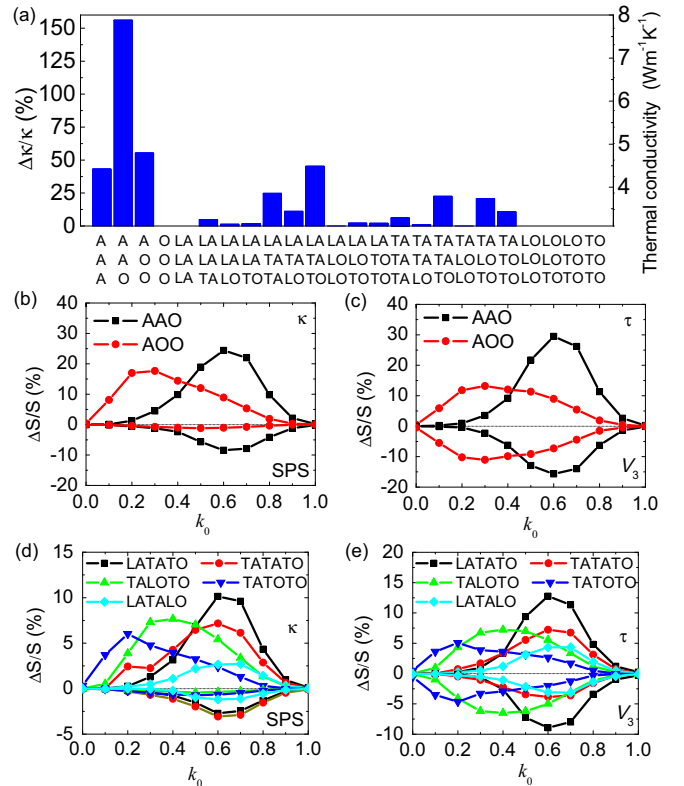 (a)
Δκ/κ (%)
150
125
100
75
50
25
0
8
7
6
5
4
Thermal conductivity (Wm⁻¹K⁻¹)
A A A O LA LA LA LA LA LA LA LA LA LA TA TA TA TA TA TA LO LO LO TO
A A O O LA LA LA LA TA TA TA LO LO TO TA TA TA LO LO TO LO LO TO TO
A O O O LA TA LO TO TA LO TO LO TO TO TA LO TO LO TO TO LO TO TO TO
(b)
ΔS/S (%)
40
30
20
10
0
-10
-20
AAO
AOO
κ
SPS
0.0 0.2 0.4 0.6 0.8 1.0
k₀
(c)
ΔS/S (%)
40
30
20
10
0
-10
-20
AAO
AOO
τ
V₃
0.0 0.2 0.4 0.6 0.8 1.0
k₀
(d)
ΔS/S (%)
15
10
5
0
-5
LATATO TATATO
TALOTO TATOTO
LATALO
κ
SPS
0.0 0.2 0.4 0.6 0.8 1.0
k₀
(e)
ΔS/S (%)
20
15
10
5
0
-5
-10
LATATO TATATO
TALOTO TATOTO
LATALO
τ
V₃
0.0 0.2 0.4 0.6 0.8 1.0
k₀